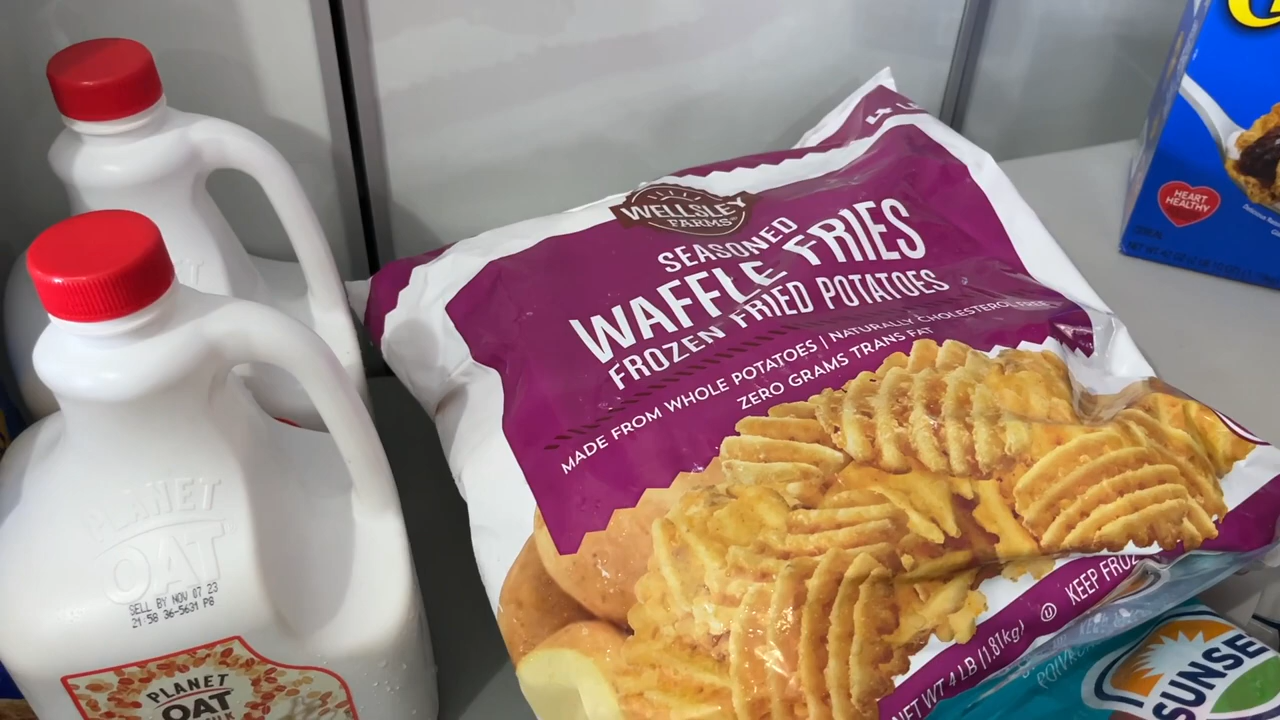 WELLSLEY
FARMS
SEASONED
WAFFLE FRIES
FROZEN FRIED POTATOES
MADE FROM WHOLE POTATOES | NATURALLY CHOLESTEROL FREE
ZERO GRAMS TRANS FAT
NET WT 4 LB (1.81kg)
KEEP FROZ
PLANET
OAT
SELL BY NOV 07 23
21:58 36-5631 P8
PLANET
OAT
HEART
HEALTHY
SUNSE